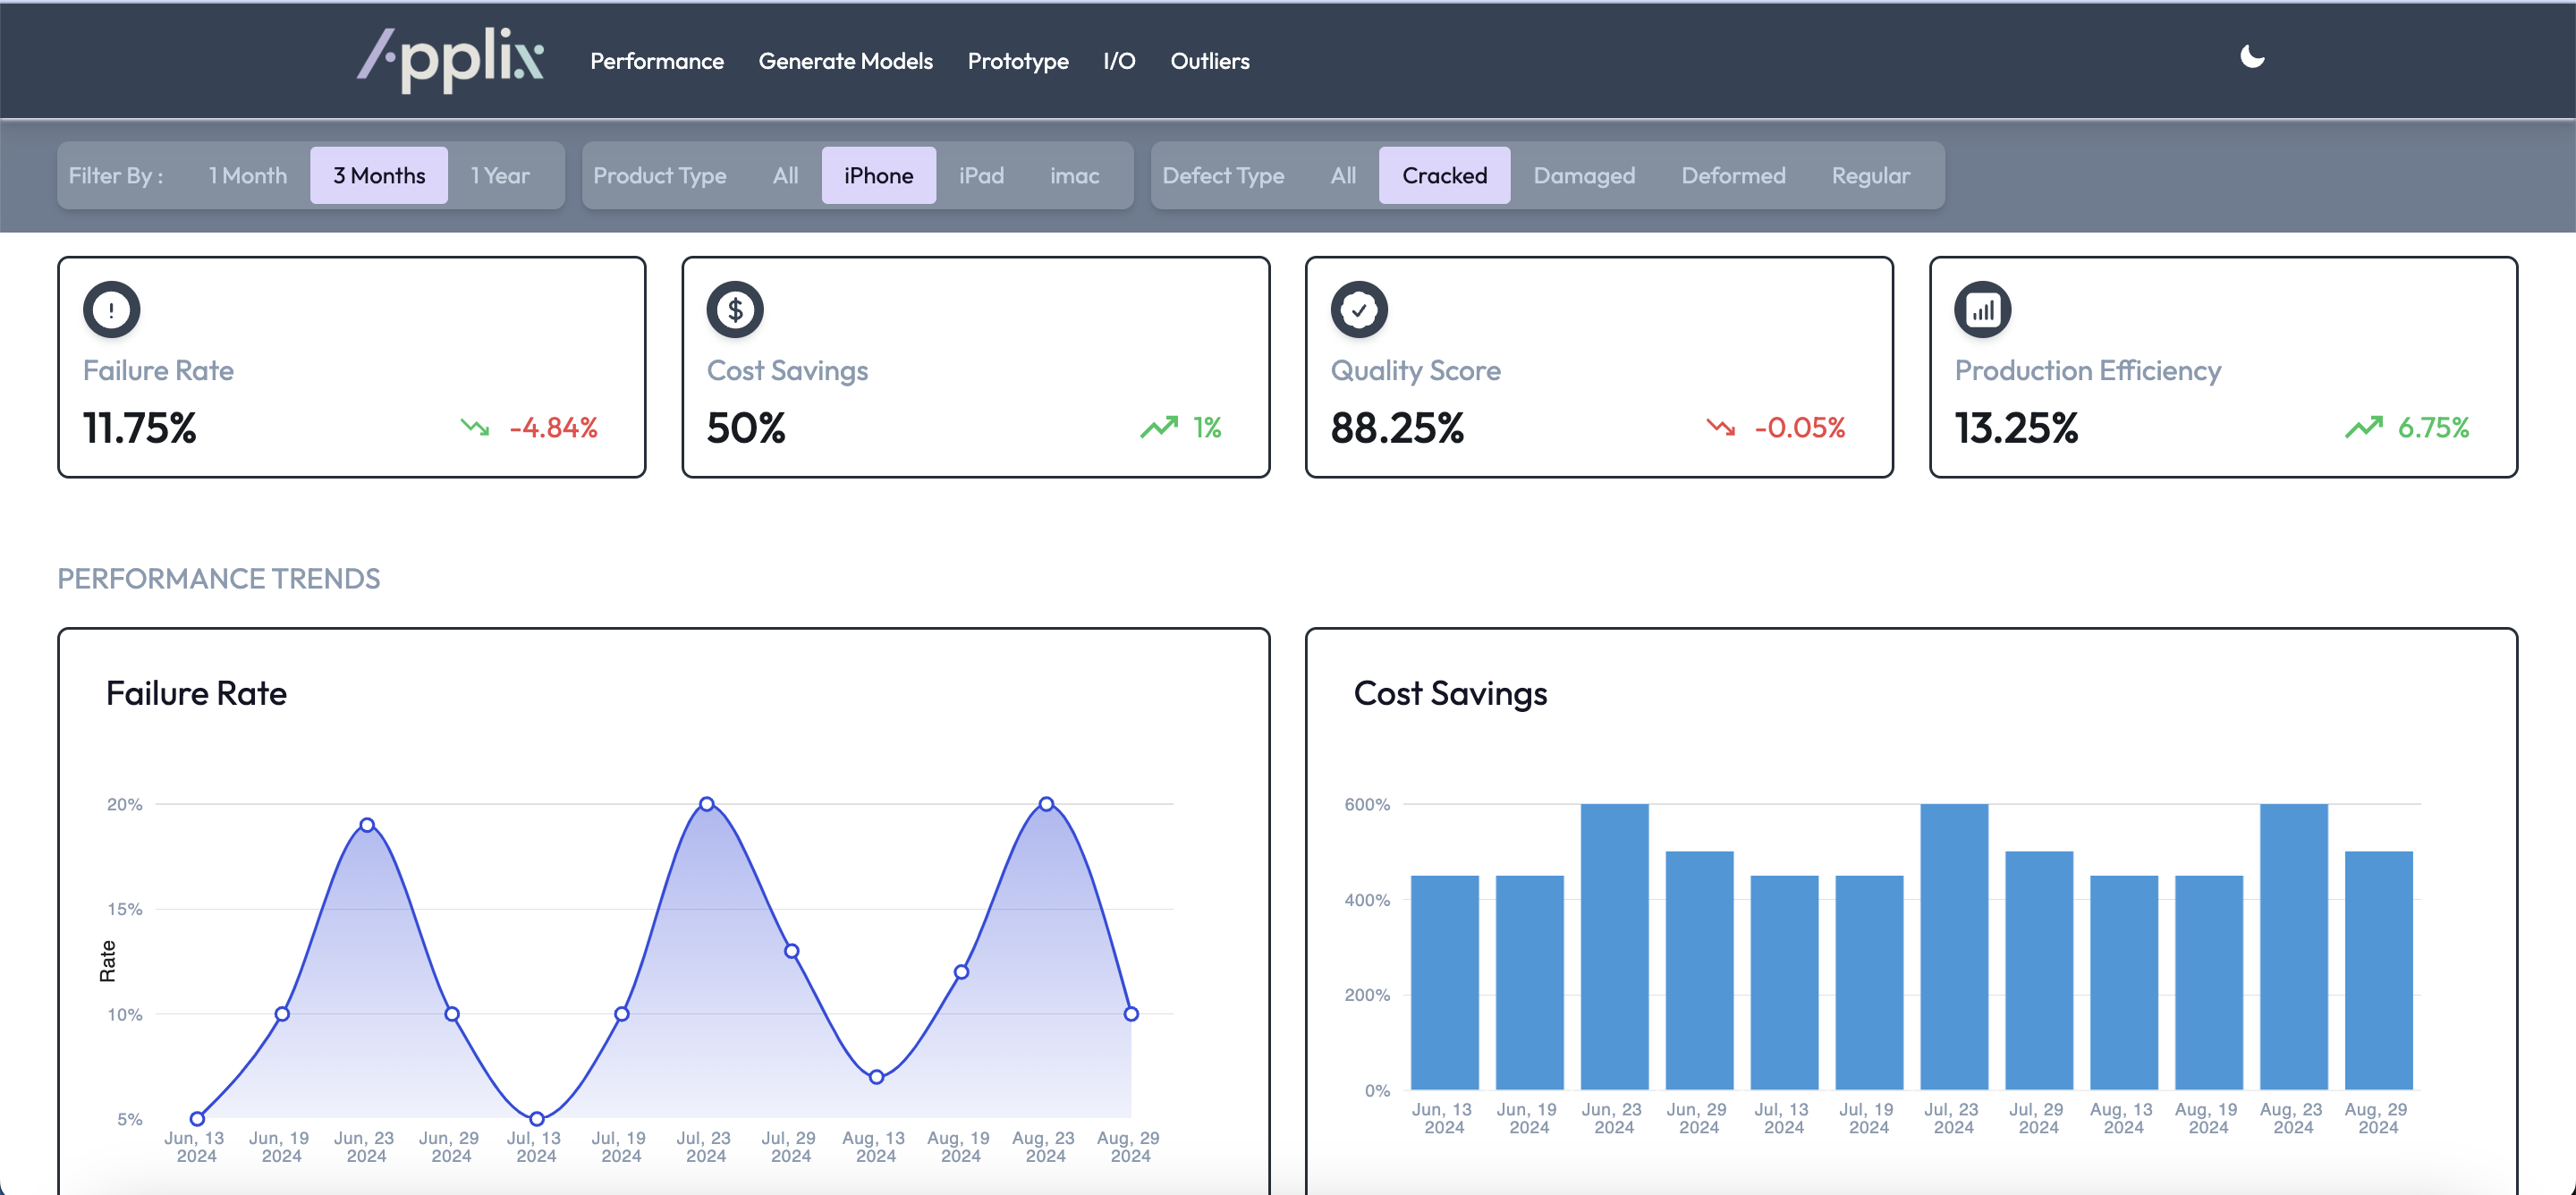 Applix Performance Generate Models Prototype I/O Outliers
Filter By : 1 Month 3 Months 1 Year Product Type All iPhone iPad imac Defect Type All Cracked Damaged Deformed Regular
!
$
Failure Rate
11.75% -4.84%
Cost Savings
50% 1%
Quality Score
88.25% -0.05%
Production Efficiency
13.25% 6.75%
PERFORMANCE TRENDS
Failure Rate
20%
15%
10%
5%
Rate
Jun, 13 2024
Jun, 19 2024
Jun, 23 2024
Jun, 29 2024
Jul, 13 2024
Jul, 19 2024
Jul, 23 2024
Jul, 29 2024
Aug, 13 2024
Aug, 19 2024
Aug, 23 2024
Aug, 29 2024
Cost Savings
600%
400%
200%
0%
Jun, 13 2024
Jun, 19 2024
Jun, 23 2024
Jun, 29 2024
Jul, 13 2024
Jul, 19 2024
Jul, 23 2024
Jul, 29 2024
Aug, 13 2024
Aug, 19 2024
Aug, 23 2024
Aug, 29 2024